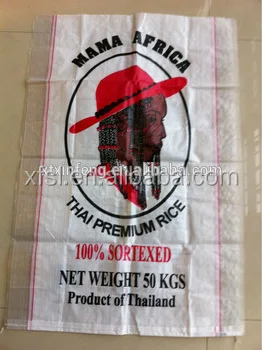 MAMA AFRICA
THAI PREMIUM RICE
100% SORTEXED
NET WEIGHT 50 KGS
Product of Thailand